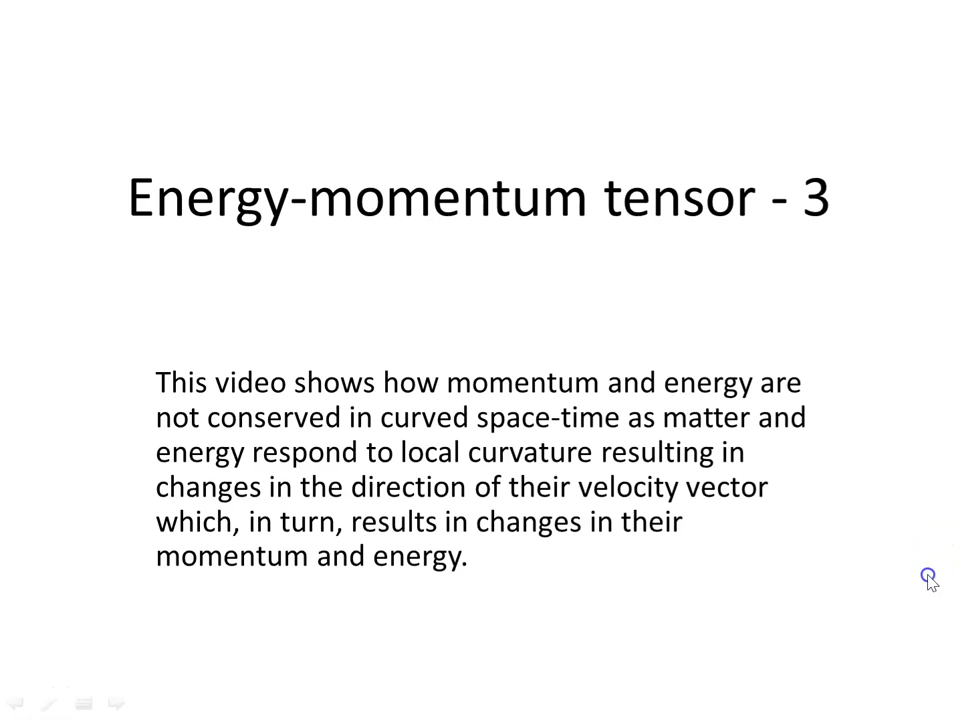 Energy-momentum tensor - 3
This video shows how momentum and energy are
not conserved in curved space-time as matter and
energy respond to local curvature resulting in
changes in the direction of their velocity vector
which, in turn, results in changes in their
momentum and energy.